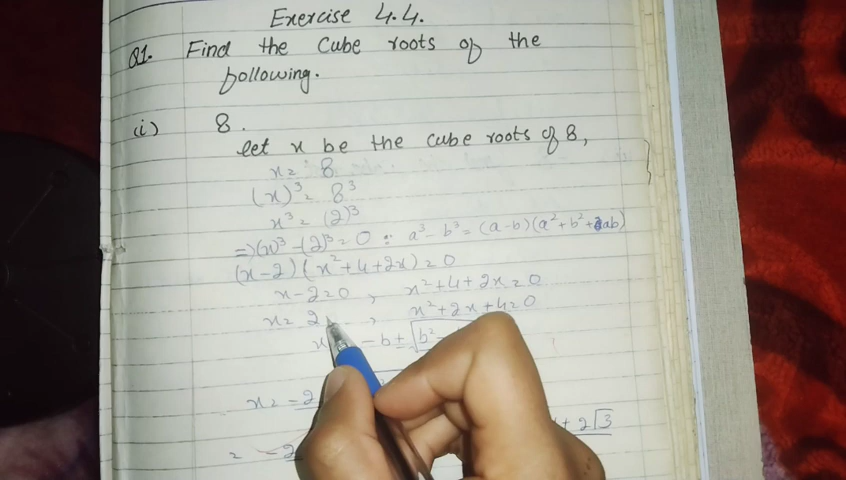 Exercise 4.4.
Q1. Find the Cube roots of the
following.
(i) 8.
let x be the cube roots of 8,
x = 8
(x)³ = 8³
x³ = (2)³
=> (x)³ - (2)³ = 0 ∵ a³ - b³ = (a-b)(a² + b² + ab)
(x-2)(x² + 4 + 2x) = 0
x - 2 = 0 , x² + 4 + 2x = 0
x = 2 , x² + 2x + 4 = 0
x - b ± √b²
x = -2 + 2√3
= -2